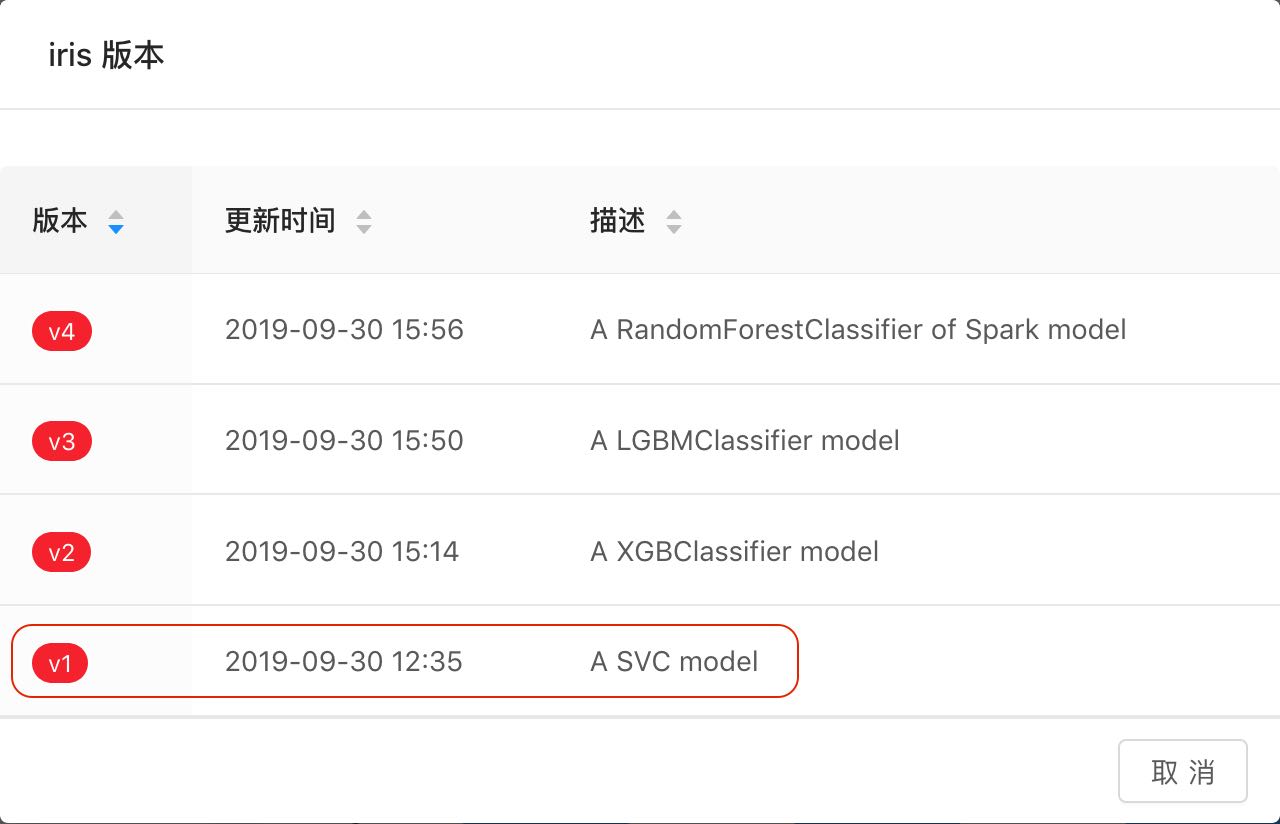 iris 版本
版本 更新时间 描述
v4 2019-09-30 15:56 A RandomForestClassifier of Spark model
v3 2019-09-30 15:50 A LGBMClassifier model
v2 2019-09-30 15:14 A XGBClassifier model
v1 2019-09-30 12:35 A SVC model
取 消